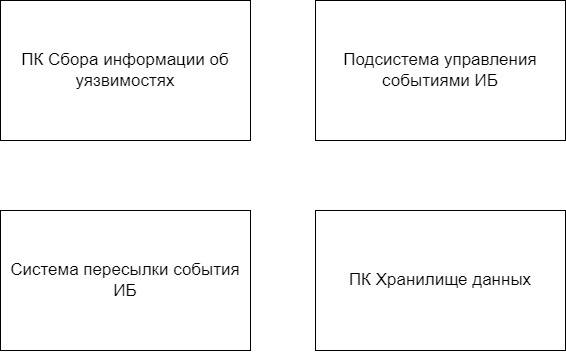 ПК Сбора информации об
уязвимостях
Подсистема управления
событиями ИБ
Система пересылки события
ИБ
ПК Хранилище данных